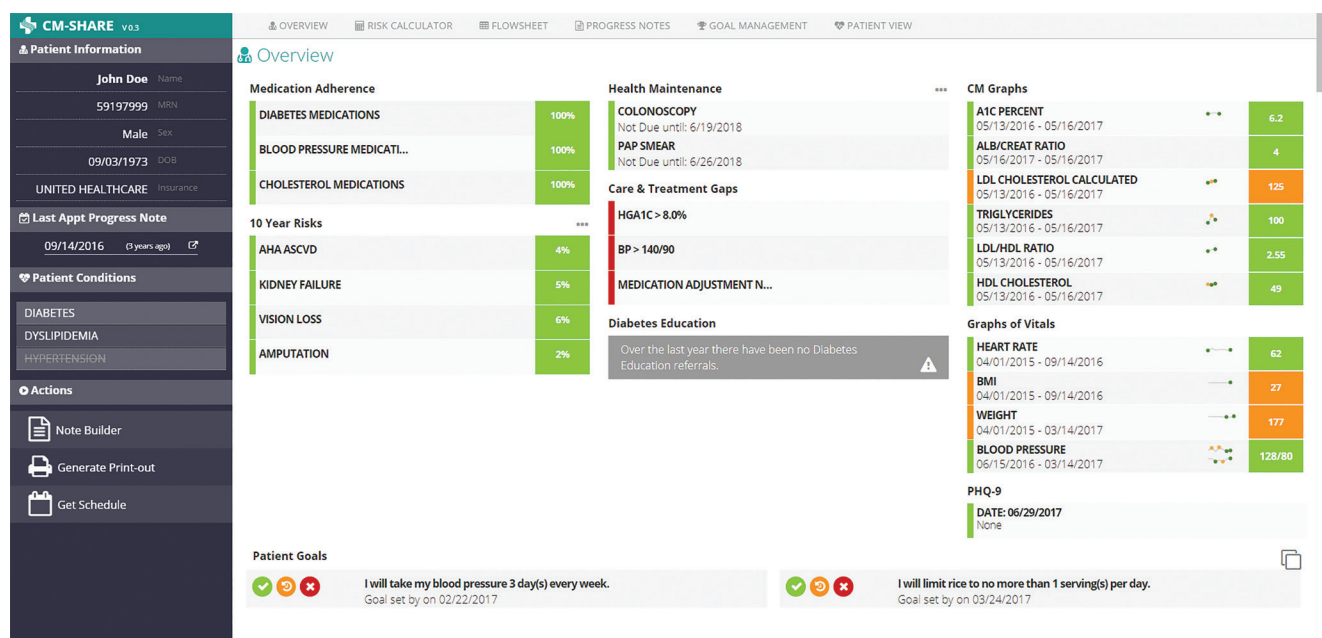 CM-SHARE V 0.3
OVERVIEW
RISK CALCULATOR
FLOWSHEET
PROGRESS NOTES
GOAL MANAGEMENT
PATIENT VIEW
Patient Information
John Doe Name
59197999 MRN
Male Sex
09/03/1973 DOB
UNITED HEALTHCARE Insurance
Last Appt Progress Note
09/14/2016 (3 years ago)
Patient Conditions
DIABETES
DYSLIPIDEMIA
HYPERTENSION
Actions
Note Builder
Generate Print-out
Get Schedule
Overview
Medication Adherence
DIABETES MEDICATIONS 100%
BLOOD PRESSURE MEDICATI... 100%
CHOLESTEROL MEDICATIONS 100%
10 Year Risks
AHA ASCVD 4%
KIDNEY FAILURE 5%
VISION LOSS 6%
AMPUTATION 2%
Health Maintenance
COLONOSCOPY
Not Due until: 6/19/2018
PAP SMEAR
Not Due until: 6/26/2018
Care & Treatment Gaps
HGA1C > 8.0%
BP > 140/90
MEDICATION ADJUSTMENT N...
Diabetes Education
Over the last year there have been no Diabetes
Education referrals.
CM Graphs
A1C PERCENT 6.2
05/13/2016 - 05/16/2017
ALB/CREAT RATIO 4
05/16/2017 - 05/16/2017
LDL CHOLESTEROL CALCULATED 125
05/13/2016 - 05/16/2017
TRIGLYCERIDES 100
05/13/2016 - 05/16/2017
LDL/HDL RATIO 2.55
05/13/2016 - 05/16/2017
HDL CHOLESTEROL 49
05/13/2016 - 05/16/2017
Graphs of Vitals
HEART RATE 62
04/01/2015 - 09/14/2016
BMI 27
04/01/2015 - 09/14/2016
WEIGHT 177
04/01/2015 - 03/14/2017
BLOOD PRESSURE 128/80
06/15/2016 - 03/14/2017
PHQ-9
DATE: 06/29/2017
None
Patient Goals
I will take my blood pressure 3 day(s) every week.
Goal set by on 02/22/2017
I will limit rice to no more than 1 serving(s) per day.
Goal set by on 03/24/2017